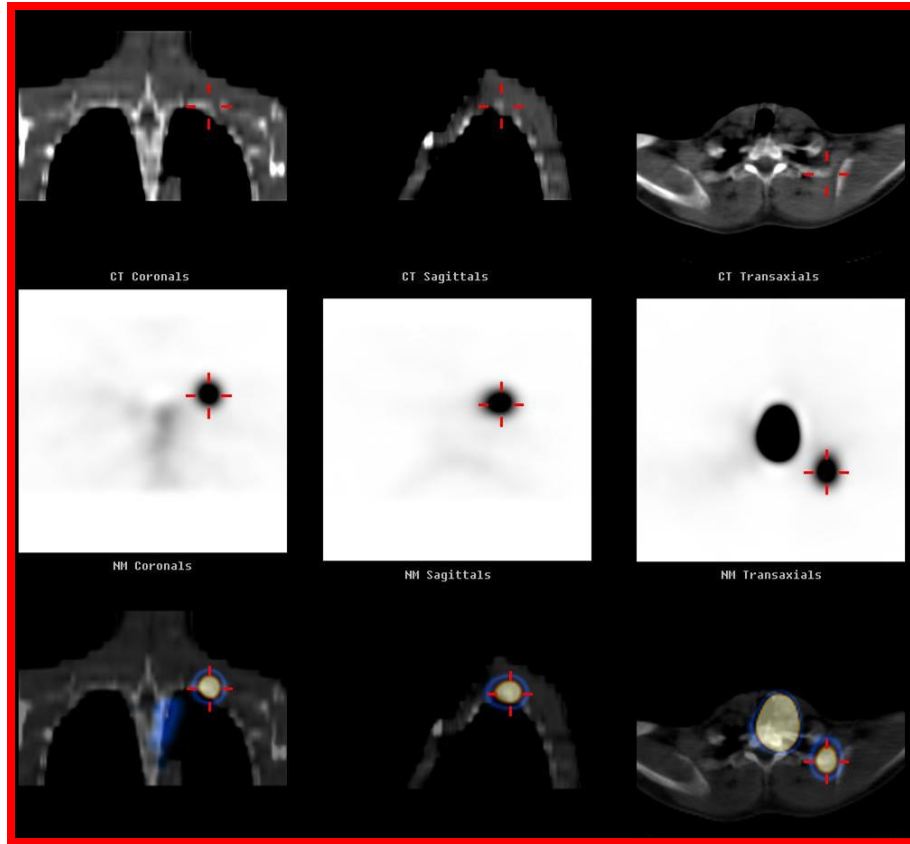 CT Coronals
CT Sagittals
CT Transaxials
NM Coronals
NM Sagittals
NM Transaxials